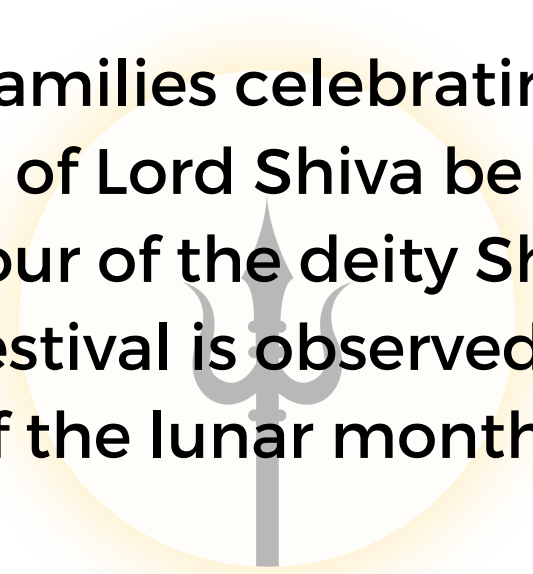 amilies celebratin
of Lord Shiva be
our of the deity Sh
estival is observed
f the lunar month